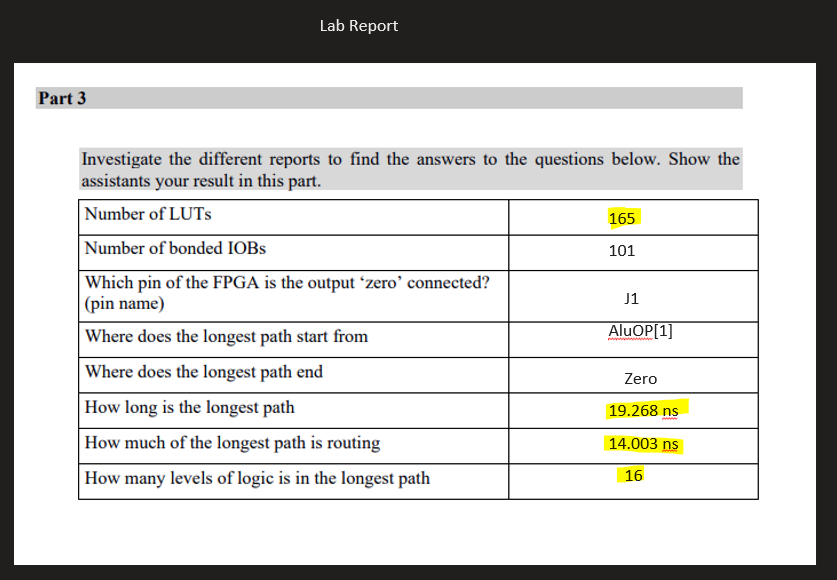 Lab Report
Part 3
Investigate the different reports to find the answers to the questions below. Show the
assistants your result in this part.
Number of LUTs
165
Number of bonded IOBs
101
Which pin of the FPGA is the output ‘zero’ connected?
(pin name)
J1
Where does the longest path start from
AluOP[1]
Where does the longest path end
Zero
How long is the longest path
19.268 ns
How much of the longest path is routing
14.003 ns
How many levels of logic is in the longest path
16